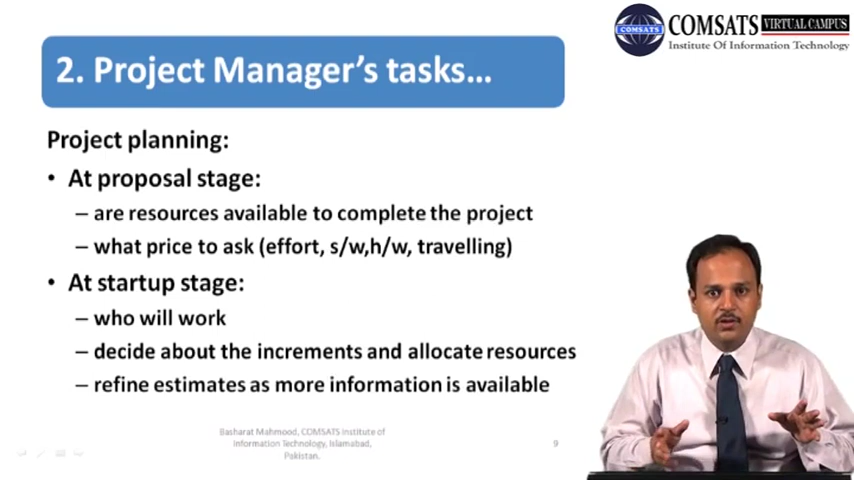 COMSATS VIRTUAL CAMPUS
COMSATS
Institute Of Information Technology
2. Project Manager's tasks...
Project planning:
• At proposal stage:
– are resources available to complete the project
– what price to ask (effort, s/w,h/w, travelling)
• At startup stage:
– who will work
– decide about the increments and allocate resources
– refine estimates as more information is available
Basharat Mahmood, COMSATS Institute of
Information Technology, Islamabad,
Pakistan.
9